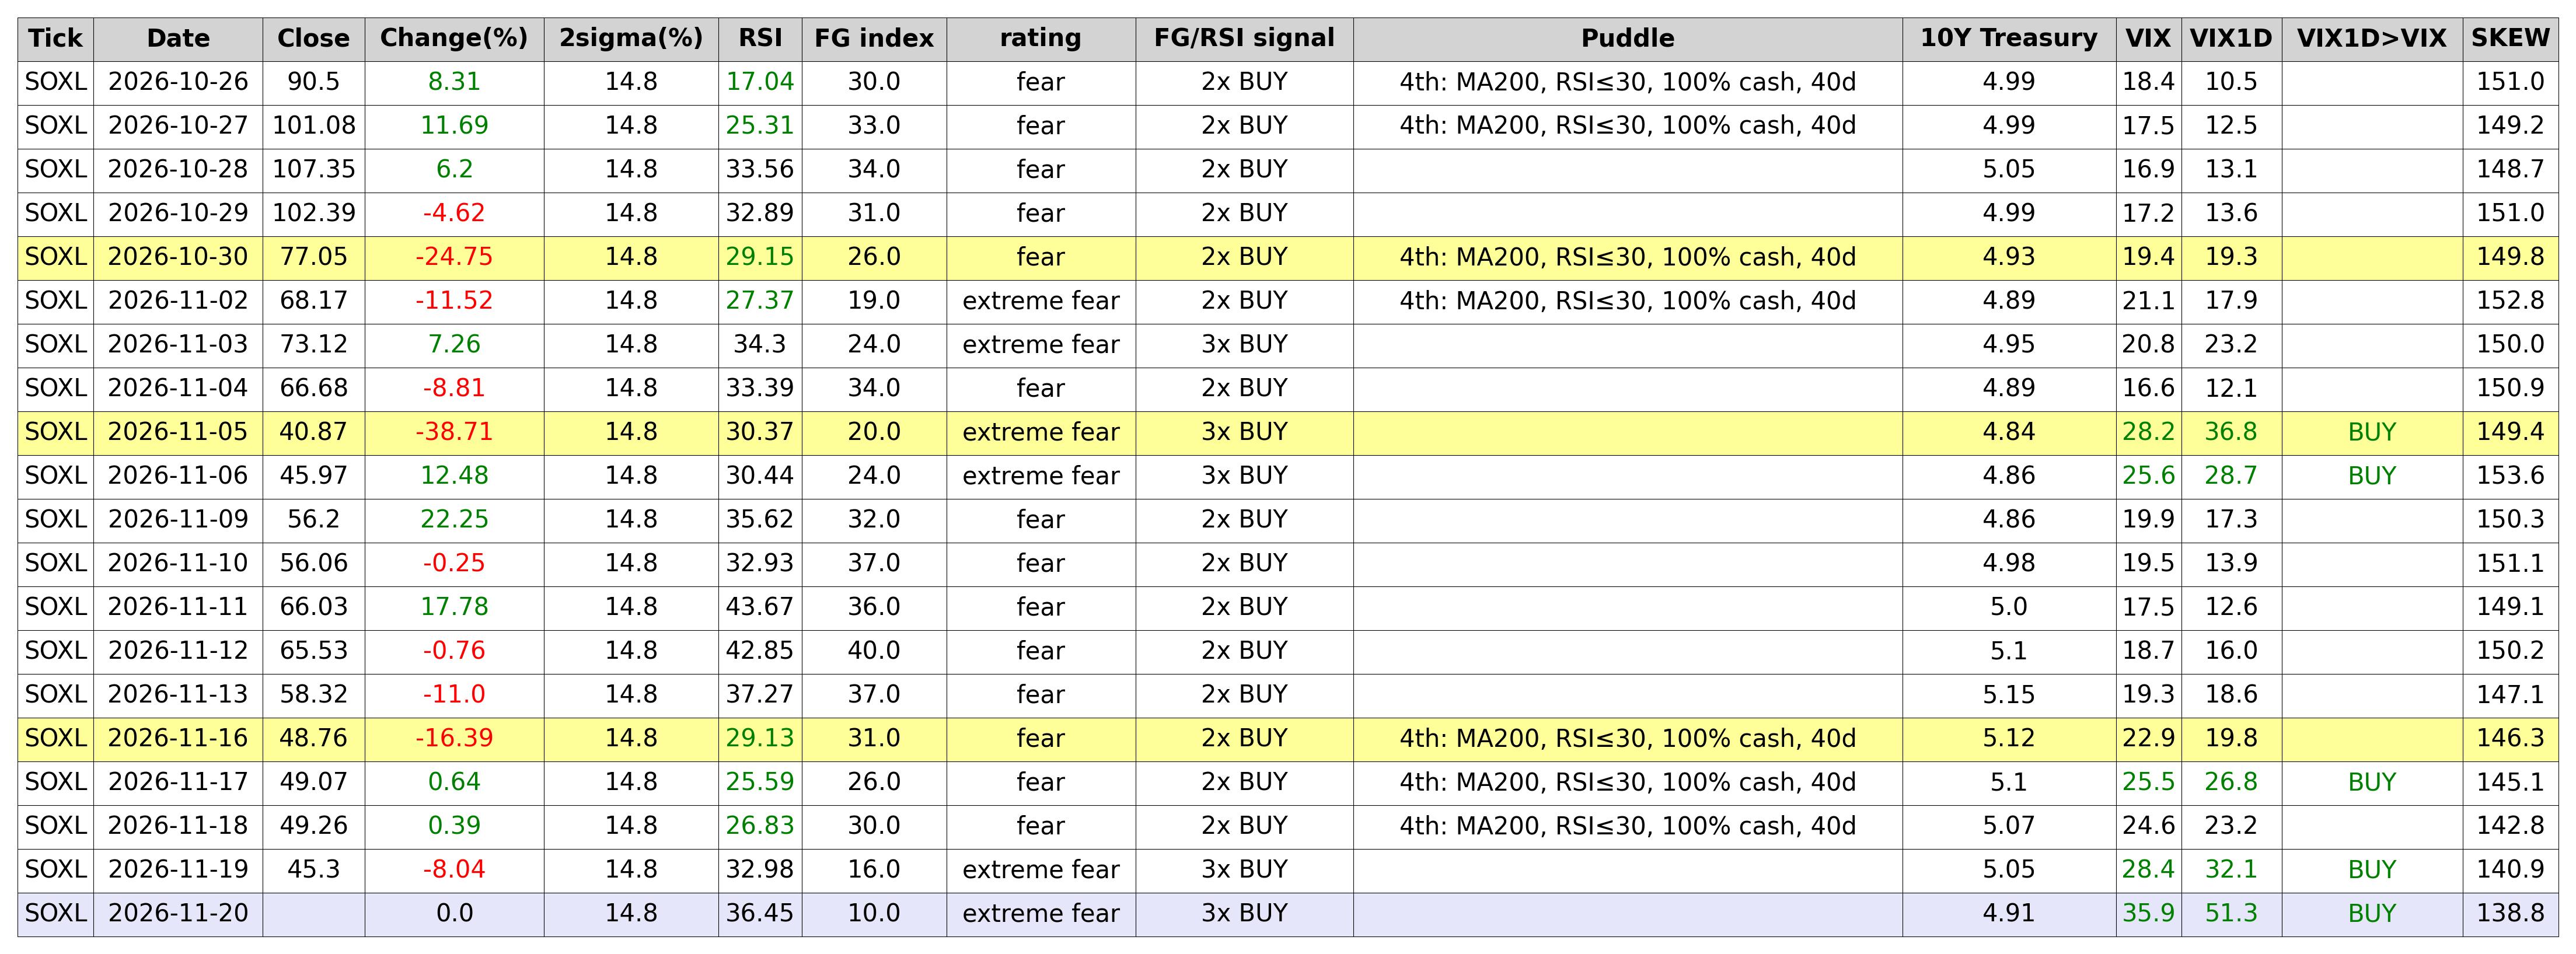 Tick Date Close Change(%) 2sigma(%) RSI FG index rating FG/RSI signal Puddle 10Y Treasury VIX VIX1D VIX1D>VIX SKEW
SOXL 2026-10-26 90.5 8.31 14.8 17.04 30.0 fear 2x BUY 4th: MA200, RSI≤30, 100% cash, 40d 4.99 18.4 10.5 151.0
SOXL 2026-10-27 101.08 11.69 14.8 25.31 33.0 fear 2x BUY 4th: MA200, RSI≤30, 100% cash, 40d 4.99 17.5 12.5 149.2
SOXL 2026-10-28 107.35 6.2 14.8 33.56 34.0 fear 2x BUY 5.05 16.9 13.1 148.7
SOXL 2026-10-29 102.39 -4.62 14.8 32.89 31.0 fear 2x BUY 4.99 17.2 13.6 151.0
SOXL 2026-10-30 77.05 -24.75 14.8 29.15 26.0 fear 2x BUY 4th: MA200, RSI≤30, 100% cash, 40d 4.93 19.4 19.3 149.8
SOXL 2026-11-02 68.17 -11.52 14.8 27.37 19.0 extreme fear 2x BUY 4th: MA200, RSI≤30, 100% cash, 40d 4.89 21.1 17.9 152.8
SOXL 2026-11-03 73.12 7.26 14.8 34.3 24.0 extreme fear 3x BUY 4.95 20.8 23.2 150.0
SOXL 2026-11-04 66.68 -8.81 14.8 33.39 34.0 fear 2x BUY 4.89 16.6 12.1 150.9
SOXL 2026-11-05 40.87 -38.71 14.8 30.37 20.0 extreme fear 3x BUY 4.84 28.2 36.8 BUY 149.4
SOXL 2026-11-06 45.97 12.48 14.8 30.44 24.0 extreme fear 3x BUY 4.86 25.6 28.7 BUY 153.6
SOXL 2026-11-09 56.2 22.25 14.8 35.62 32.0 fear 2x BUY 4.86 19.9 17.3 150.3
SOXL 2026-11-10 56.06 -0.25 14.8 32.93 37.0 fear 2x BUY 4.98 19.5 13.9 151.1
SOXL 2026-11-11 66.03 17.78 14.8 43.67 36.0 fear 2x BUY 5.0 17.5 12.6 149.1
SOXL 2026-11-12 65.53 -0.76 14.8 42.85 40.0 fear 2x BUY 5.1 18.7 16.0 150.2
SOXL 2026-11-13 58.32 -11.0 14.8 37.27 37.0 fear 2x BUY 5.15 19.3 18.6 147.1
SOXL 2026-11-16 48.76 -16.39 14.8 29.13 31.0 fear 2x BUY 4th: MA200, RSI≤30, 100% cash, 40d 5.12 22.9 19.8 146.3
SOXL 2026-11-17 49.07 0.64 14.8 25.59 26.0 fear 2x BUY 4th: MA200, RSI≤30, 100% cash, 40d 5.1 25.5 26.8 BUY 145.1
SOXL 2026-11-18 49.26 0.39 14.8 26.83 30.0 fear 2x BUY 4th: MA200, RSI≤30, 100% cash, 40d 5.07 24.6 23.2 142.8
SOXL 2026-11-19 45.3 -8.04 14.8 32.98 16.0 extreme fear 3x BUY 5.05 28.4 32.1 BUY 140.9
SOXL 2026-11-20 0.0 14.8 36.45 10.0 extreme fear 3x BUY 4.91 35.9 51.3 BUY 138.8